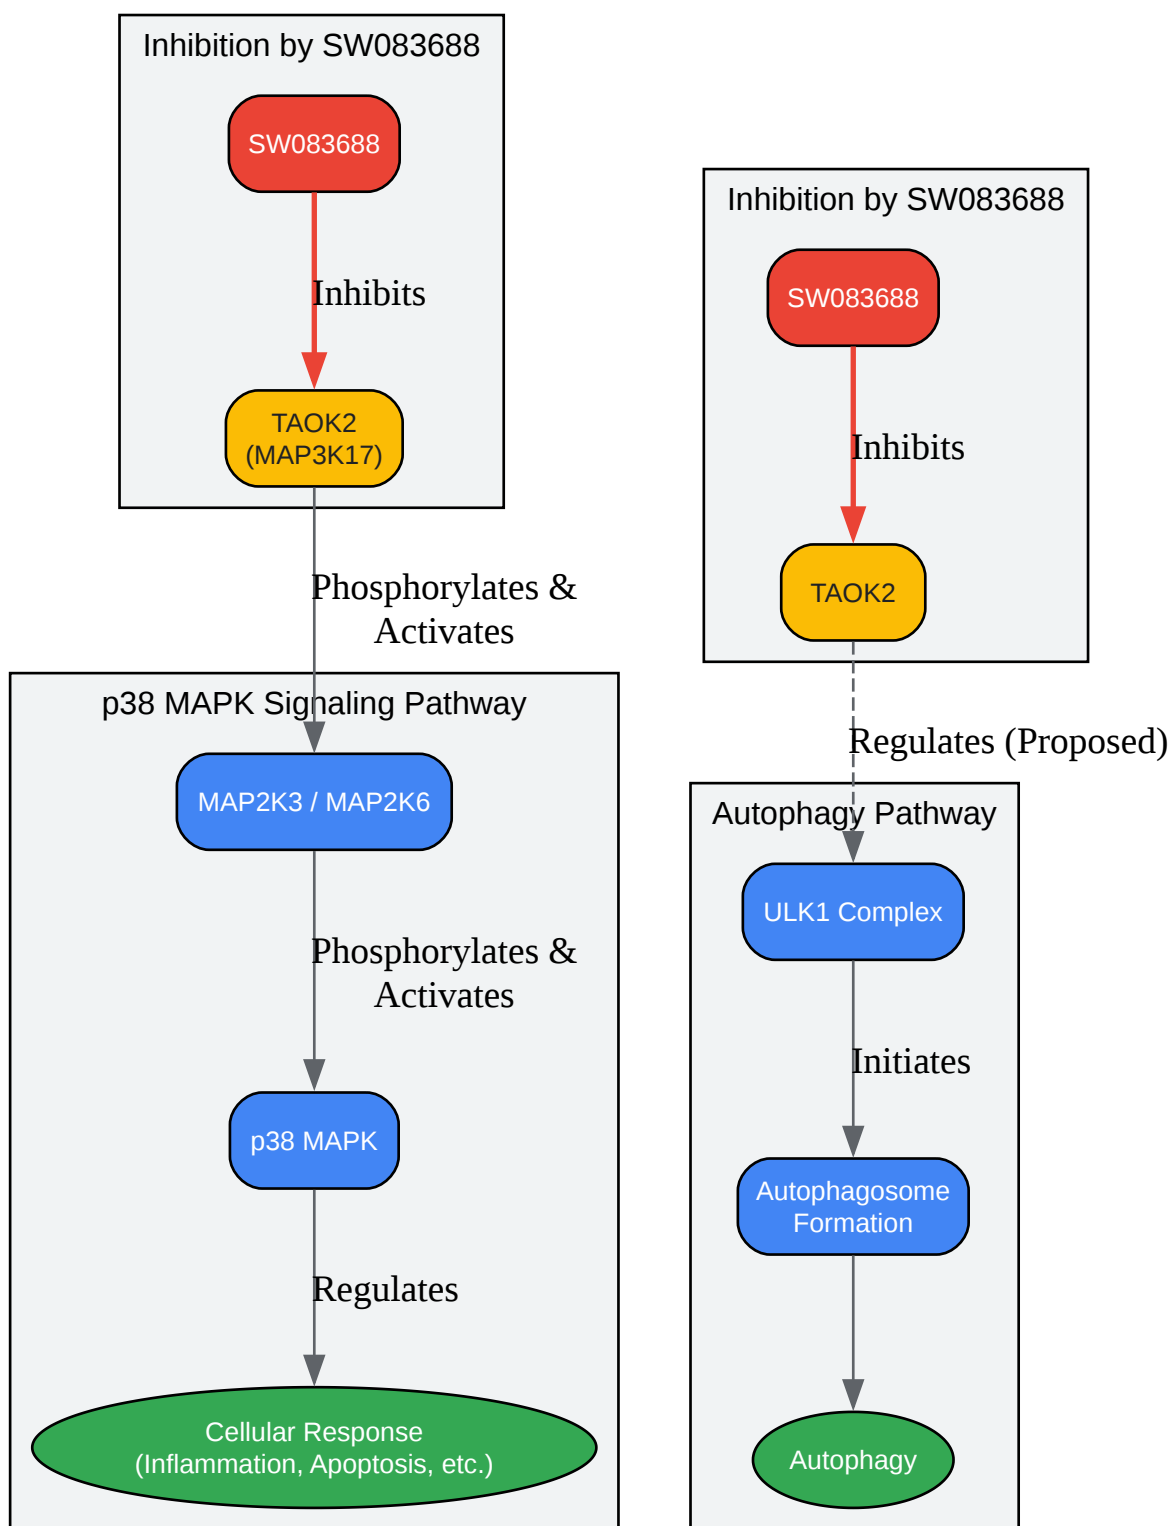 Inhibition by SW083688
SW083688
Inhibits
TAOK2
(MAP3K17)
Phosphorylates &
Activates
p38 MAPK Signaling Pathway
MAP2K3 / MAP2K6
Phosphorylates &
Activates
p38 MAPK
Regulates
Cellular Response
(Inflammation, Apoptosis, etc.)
Inhibition by SW083688
SW083688
Inhibits
TAOK2
Regulates (Proposed)
Autophagy Pathway
ULK1 Complex
Initiates
Autophagosome
Formation
Autophagy